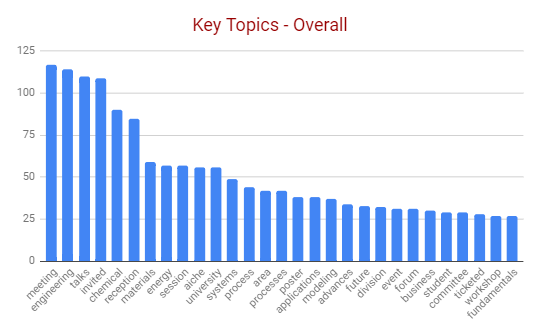 Key Topics - Overall
125
100
75
50
25
0
meeting
engineering
talks
invited
chemical
reception
materials
energy
session
aiche
university
systems
process
area
processes
poster
applications
modeling
advances
future
division
event
forum
business
student
committee
ticketed
workshop
fundamentals